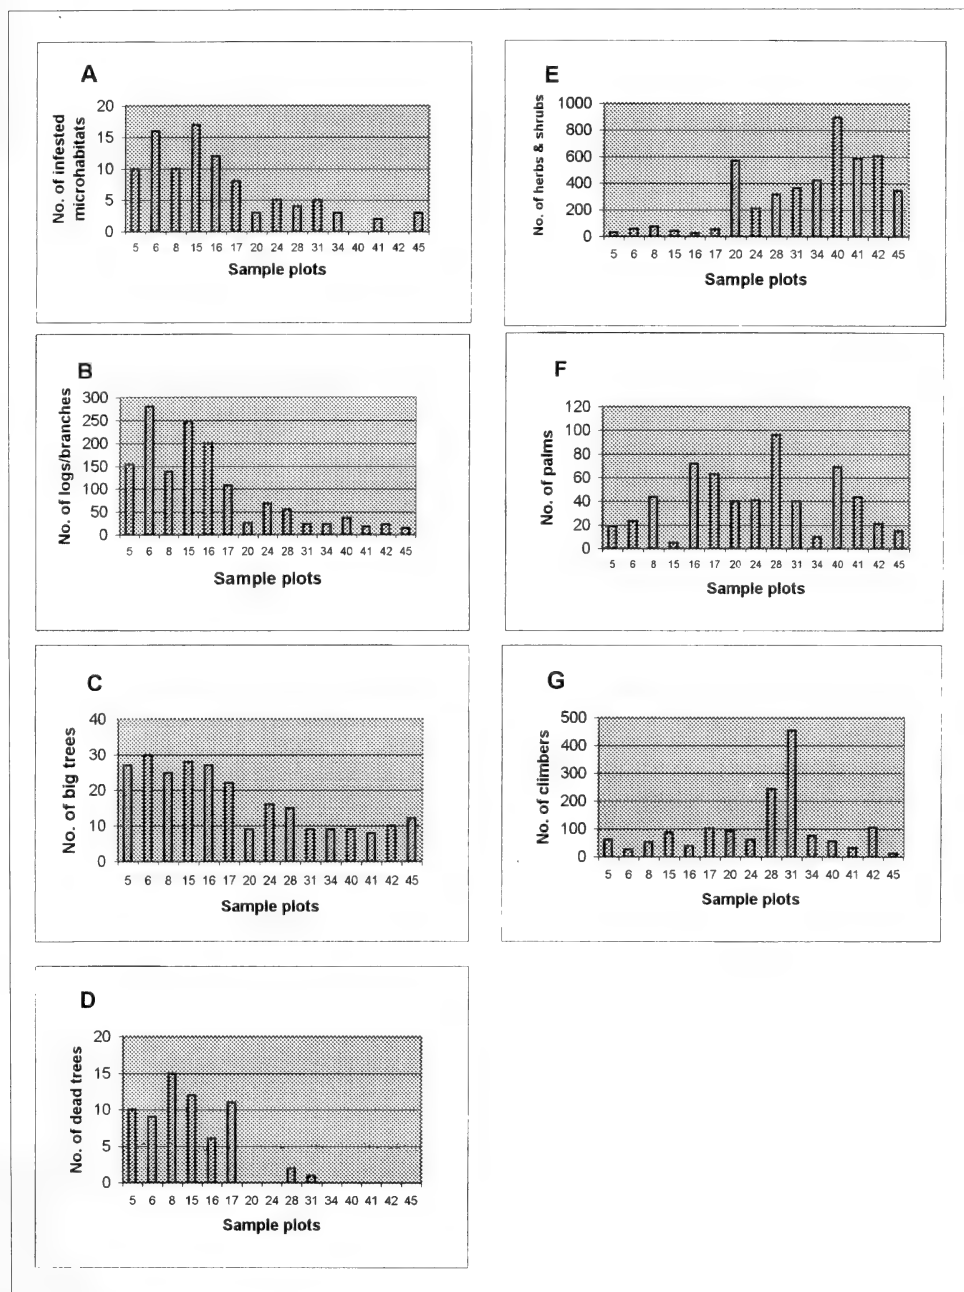 A
No. of infested
microhabitats
20
15
10
5
0
5 6 8 15 16 17 20 24 28 31 34 40 41 42 45
Sample plots
B
No. of logs/branches
300
250
200
150
100
50
0
5 6 8 15 16 17 20 24 28 31 34 40 41 42 45
Sample plots
C
No. of big trees
40
30
20
10
0
5 6 8 15 16 17 20 24 28 31 34 40 41 42 45
Sample plots
D
No. of dead trees
20
15
10
5
0
5 6 8 15 16 17 20 24 28 31 34 40 41 42 45
Sample plots
E
No. of herbs & shrubs
1000
800
600
400
200
0
5 6 8 15 16 17 20 24 28 31 34 40 41 42 45
Sample plots
F
No. of palms
120
100
80
60
40
20
0
5 6 8 15 16 17 20 24 28 31 34 40 41 42 45
Sample plots
G
No. of climbers
500
400
300
200
100
0
5 6 8 15 16 17 20 24 28 31 34 40 41 42 45
Sample plots